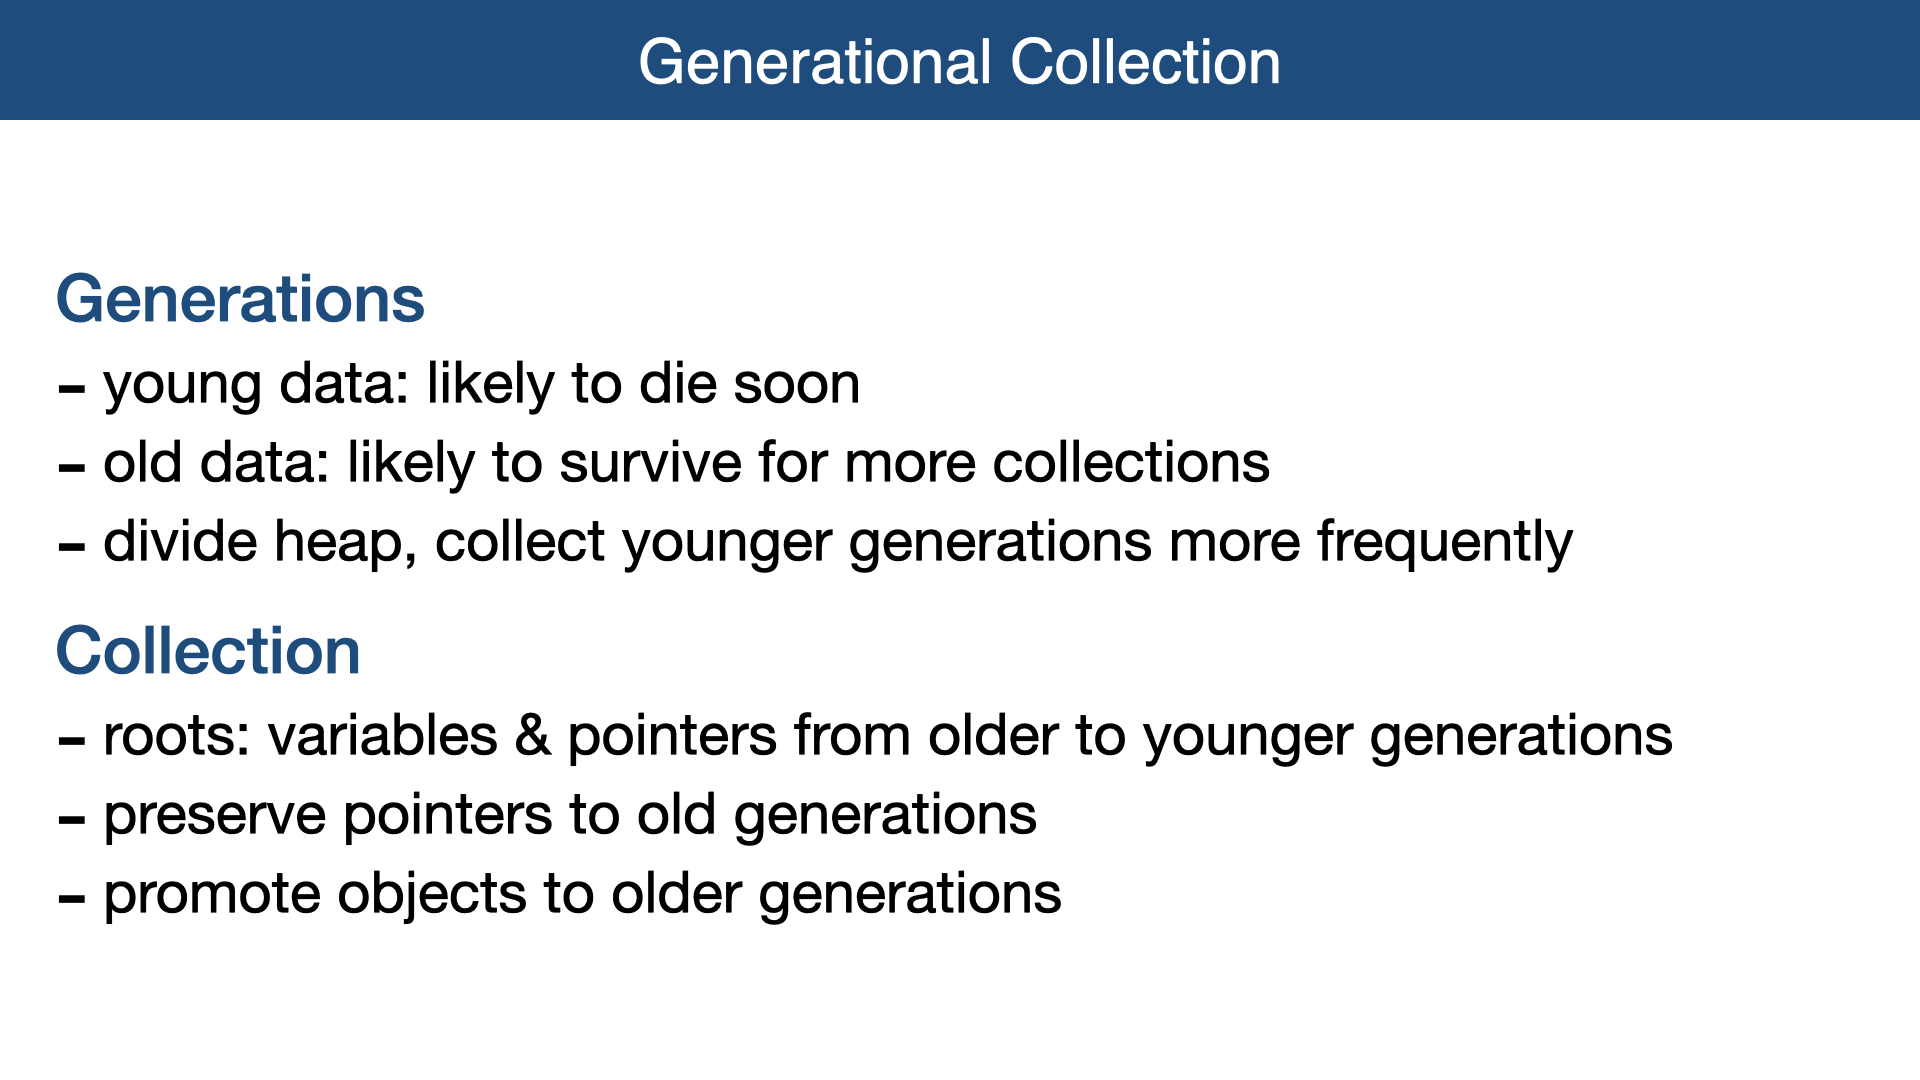 Generational Collection
Generations
- young data: likely to die soon
- old data: likely to survive for more collections
- divide heap, collect younger generations more frequently
Collection
- roots: variables & pointers from older to younger generations
- preserve pointers to old generations
- promote objects to older generations